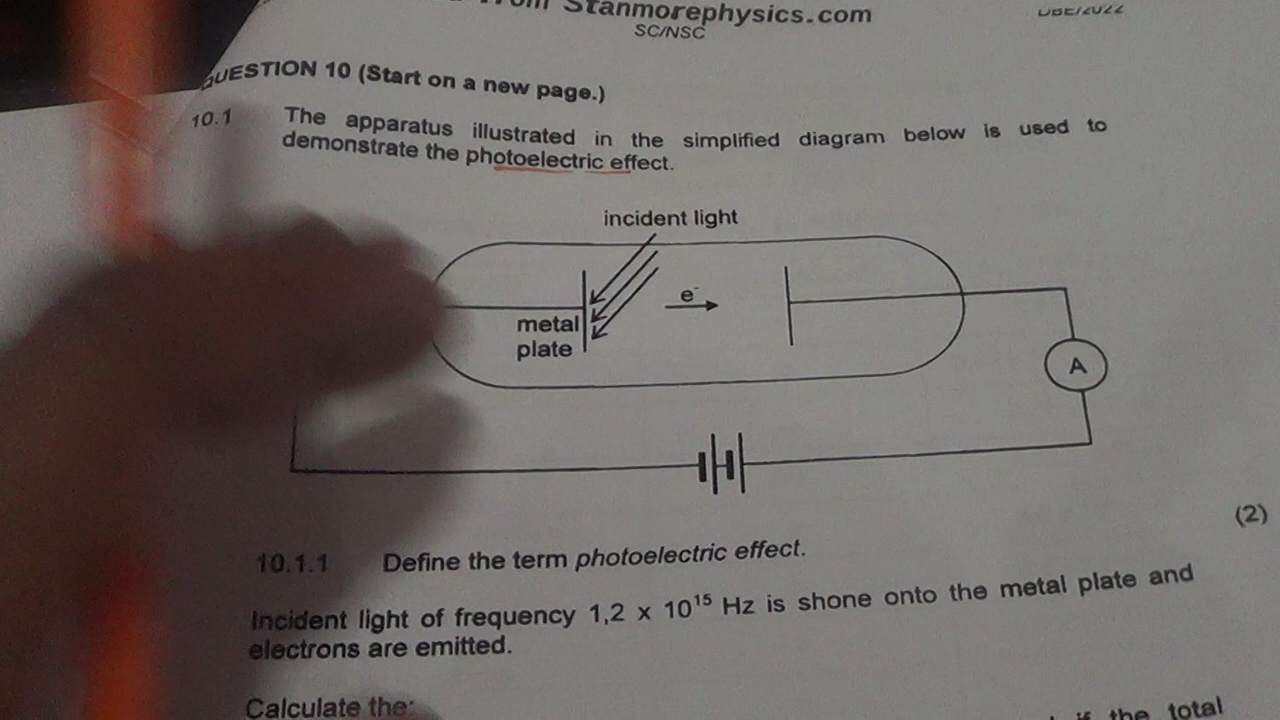 Stanmorephysics.com
SC/NSC
QUESTION 10 (Start on a new page.)
10.1 The apparatus illustrated in the simplified diagram below is used to
demonstrate the photoelectric effect.
incident light
e⁻
metal
plate
A
(2)
10.1.1 Define the term photoelectric effect.
Incident light of frequency 1,2 x 10¹⁵ Hz is shone onto the metal plate and
electrons are emitted.
Calculate the:
if the total